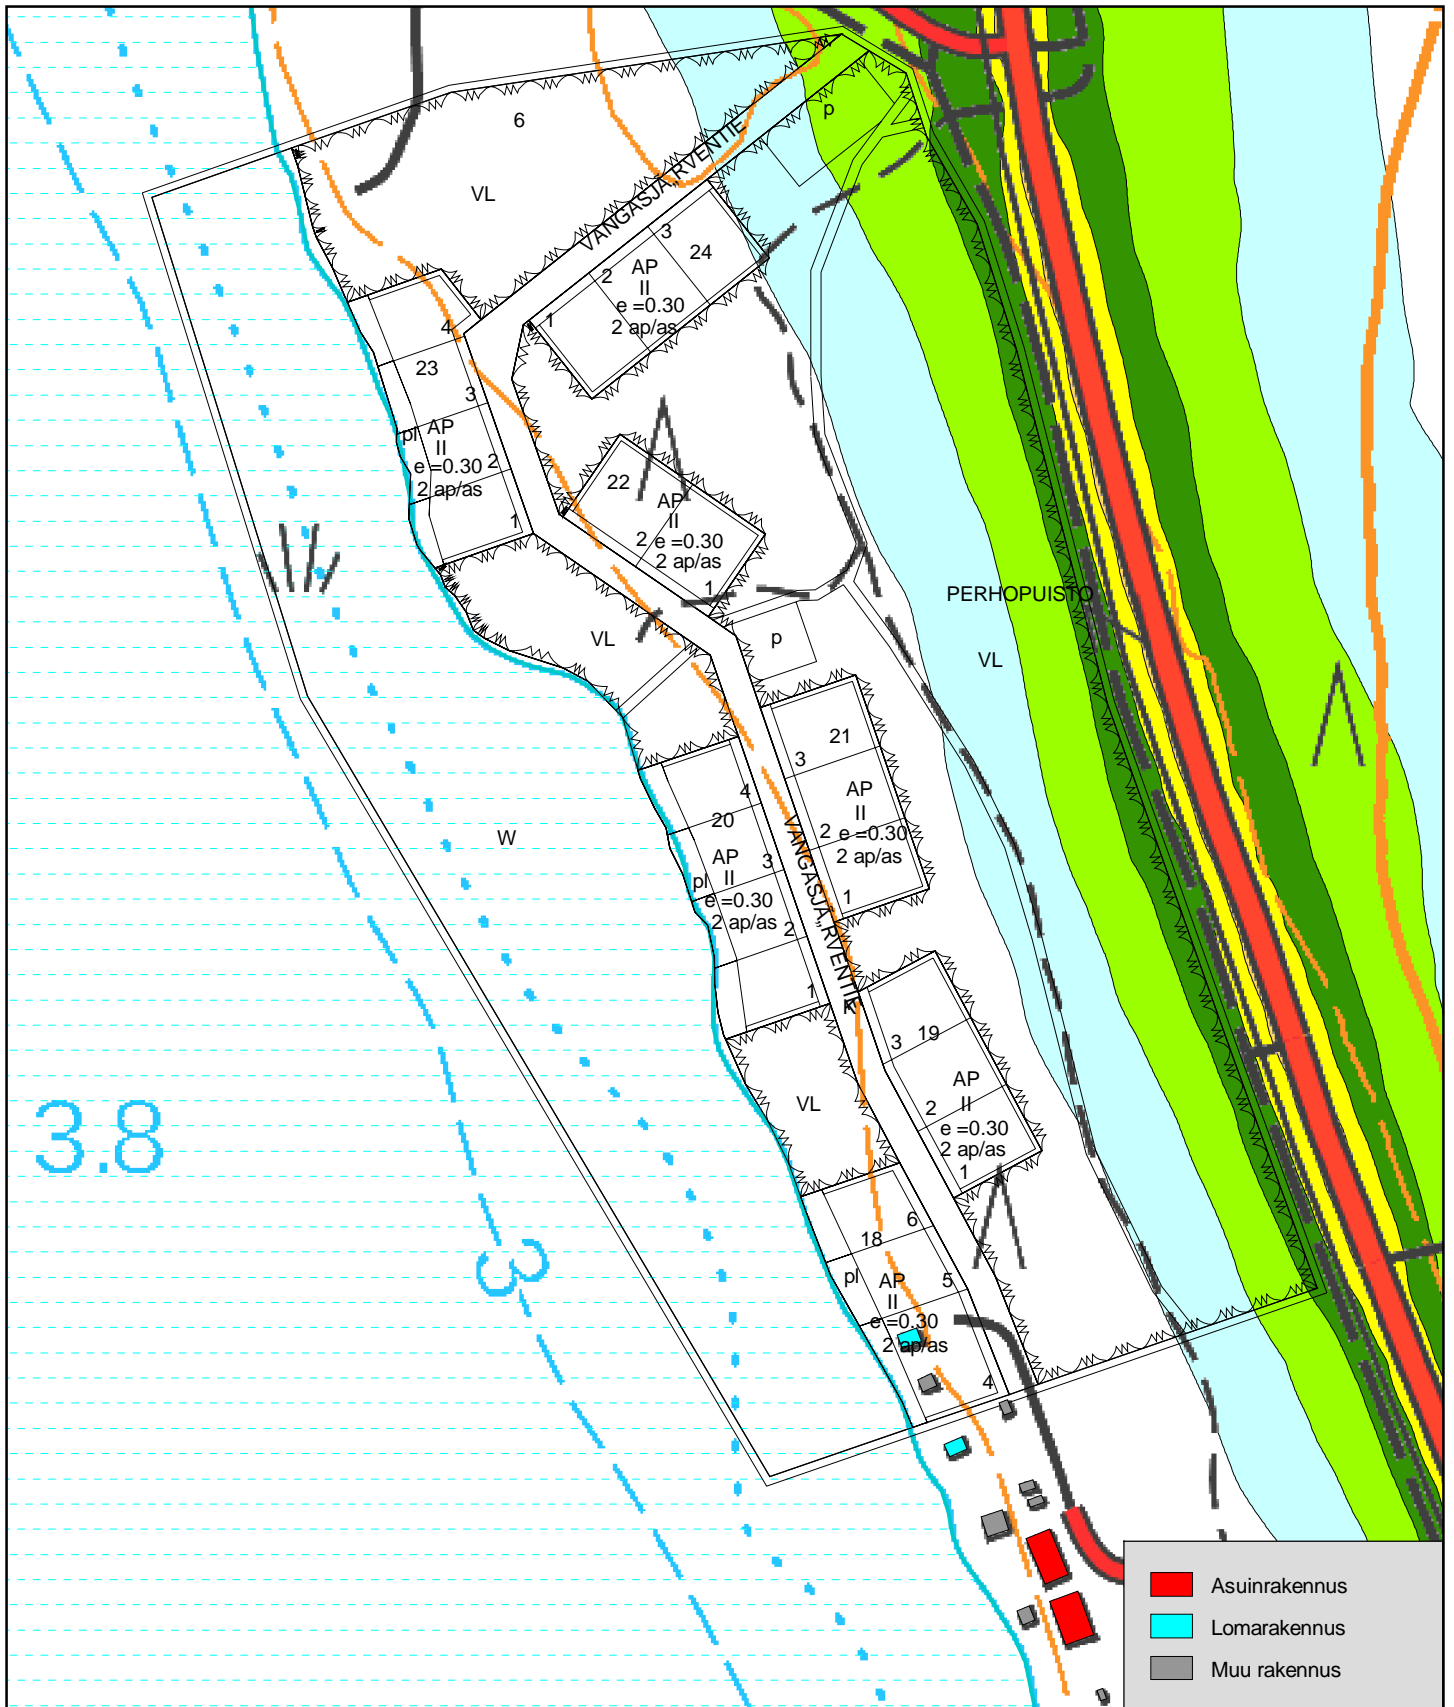 6
p
VANGASJÄ„RVENTIE
VL
3
24
2
AP
II
e =0.30
2 ap/as
1
4
23
3
pl
AP
II
e =0.30
2 ap/as
2
1
22
AP
II
2
e =0.30
2 ap/as
1
PERHOPUISTO
VL
VL
p
21
3
AP
II
2
e =0.30
2 ap/as
1
4
20
3
AP
II
pl
e =0.30
2 ap/as
2
1
W
VANGASJÄ„RVENTIE
K
3
19
AP
II
2
e =0.30
2 ap/as
1
VL
3.8
3
6
18
pl
AP
II
5
e =0.30
2 ap/as
4
Asuinrakennus
Lomarakennus
Muu rakennus